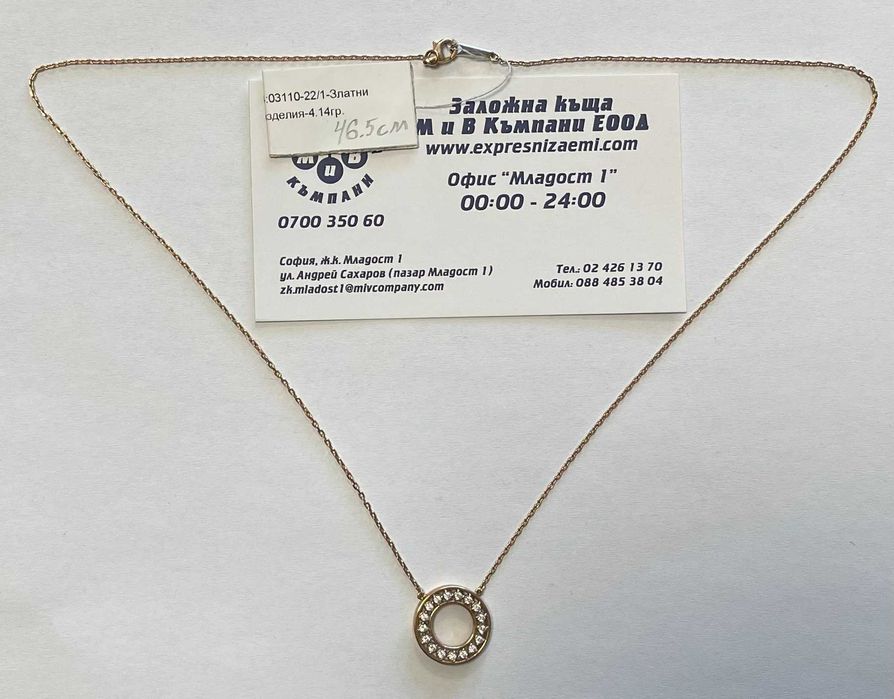 :03110-22/1-Златни
оделия-4.14гр.
46.5см
Заложна къща
М и В Къмпани ЕООД
www.expresnizaemi.com
М и В
КЪМПАНИ
0700 350 60
Офис “Младост 1”
00:00 - 24:00
София, ж.к. Младост 1
ул. Андрей Сахаров (пазар Младост 1)
zk.mladost1@mivcompany.com
Тел.: 02 426 13 70
Мобил: 088 485 38 04